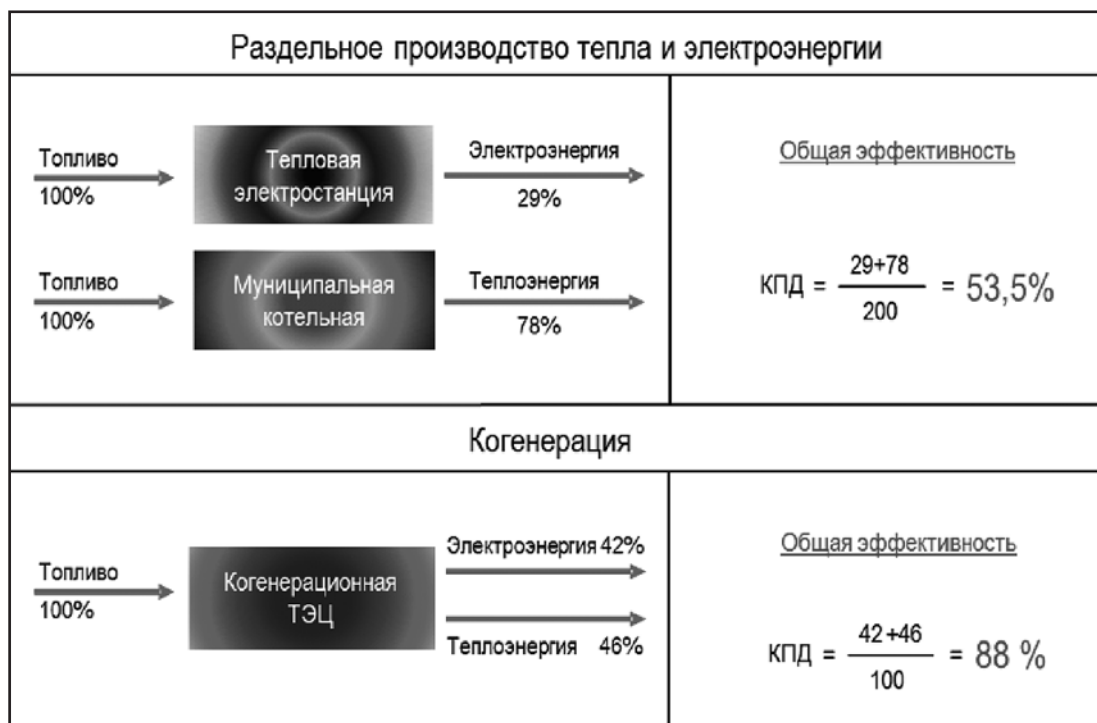 Раздельное производство тепла и электроэнергии
Топливо
100%
Тепловая
электростанция
Электроэнергия
29%
Топливо
100%
Муниципальная
котельная
Теплоэнергия
78%
Общая эффективность
КПД = 29+78
200
= 53,5%
Когенерация
Топливо
100%
Когенерационная
ТЭЦ
Электроэнергия 42%
Теплоэнергия 46%
Общая эффективность
КПД = 42+46
100
= 88 %